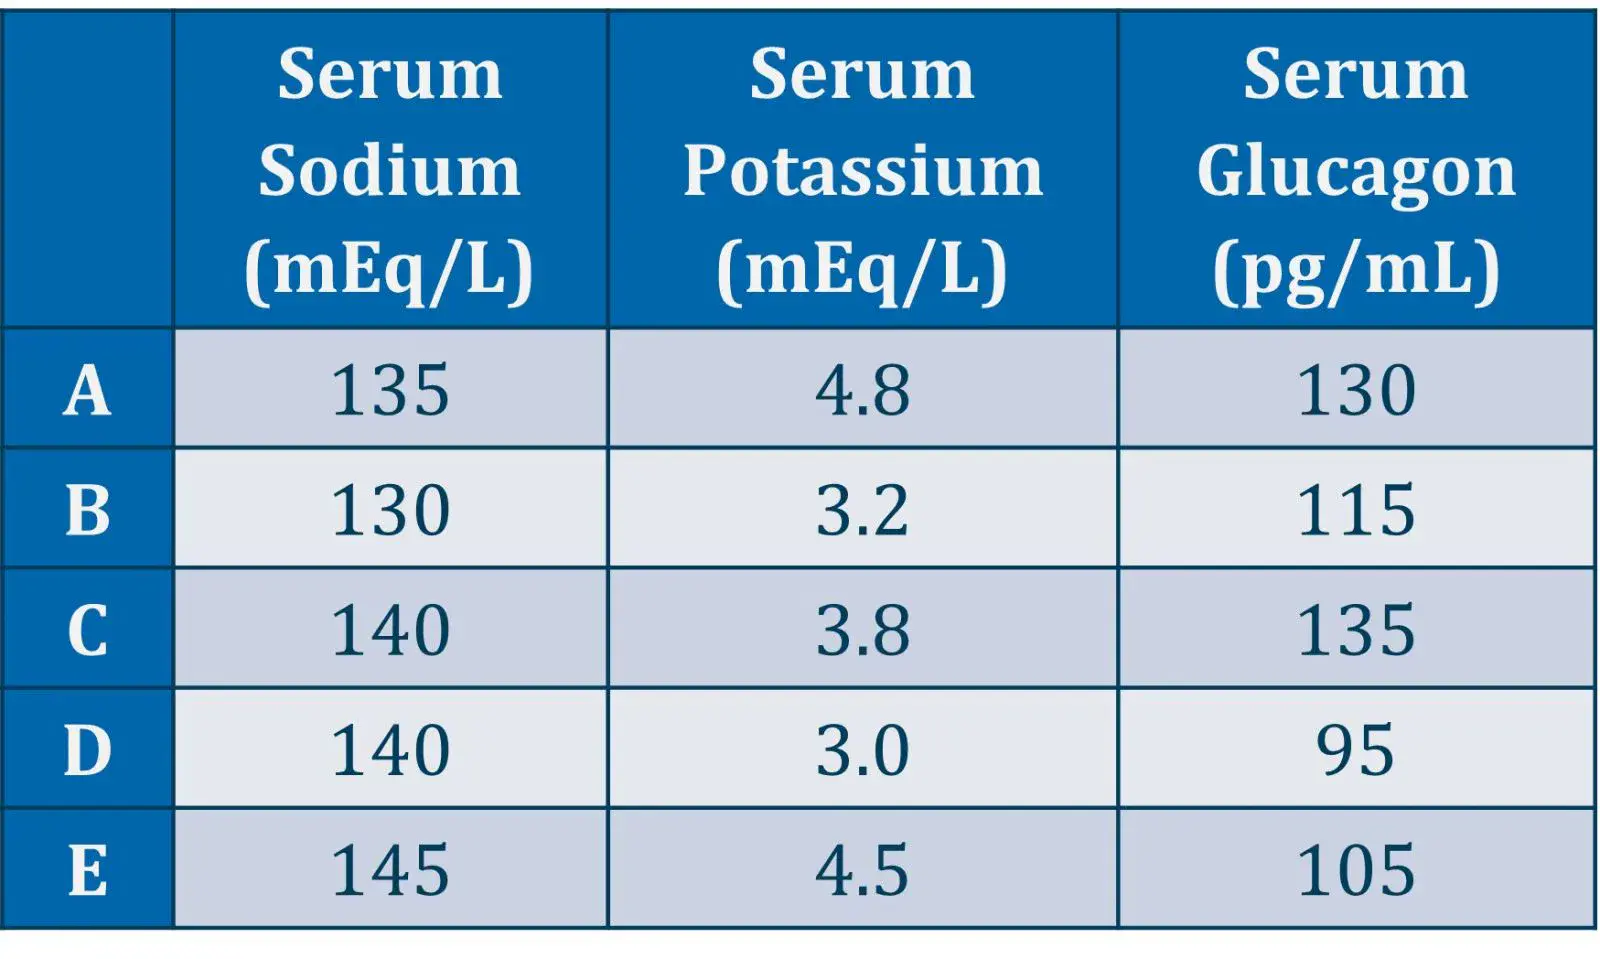 Serum Sodium (mEq/L) Serum Potassium (mEq/L) Serum Glucagon (pg/mL)
A 135 4.8 130
B 130 3.2 115
C 140 3.8 135
D 140 3.0 95
E 145 4.5 105